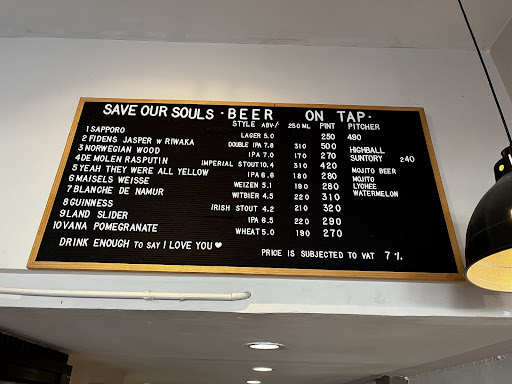 SAVE OUR SOULS · BEER ON TAP ·
STYLE ABV-/ 250 ML PINT PITCHER
1 SAPPORO LAGER 5.0 250 490
2 FIDENS JASPER W RIWAKA DOUBLE IPA 7.8 310 500
3 NORWEGIAN WOOD IPA 7.0 170 270
4 DE MOLEN RASPUTIN IMPERIAL STOUT 10.4 310 420
5 YEAH THEY WERE ALL YELLOW IPA 6.6 180 280
6 MAISELS WEISSE WEIZEN 5.1 190 280
7 BLANCHE DE NAMUR WITBIER 4.5 220 310
8 GUINNESS IRISH STOUT 4.2 210 320
9 LAND SLIDER IPA 6.5 220 290
10 VANA POMEGRANATE WHEAT 5.0 190 270
HIGHBALL
SUNTORY 240
MOJITO BEER
MOJITO
LYCHEE
WATERMELON
DRINK ENOUGH TO SAY I LOVE YOU ♥
PRICE IS SUBJECTED TO VAT 7 %.